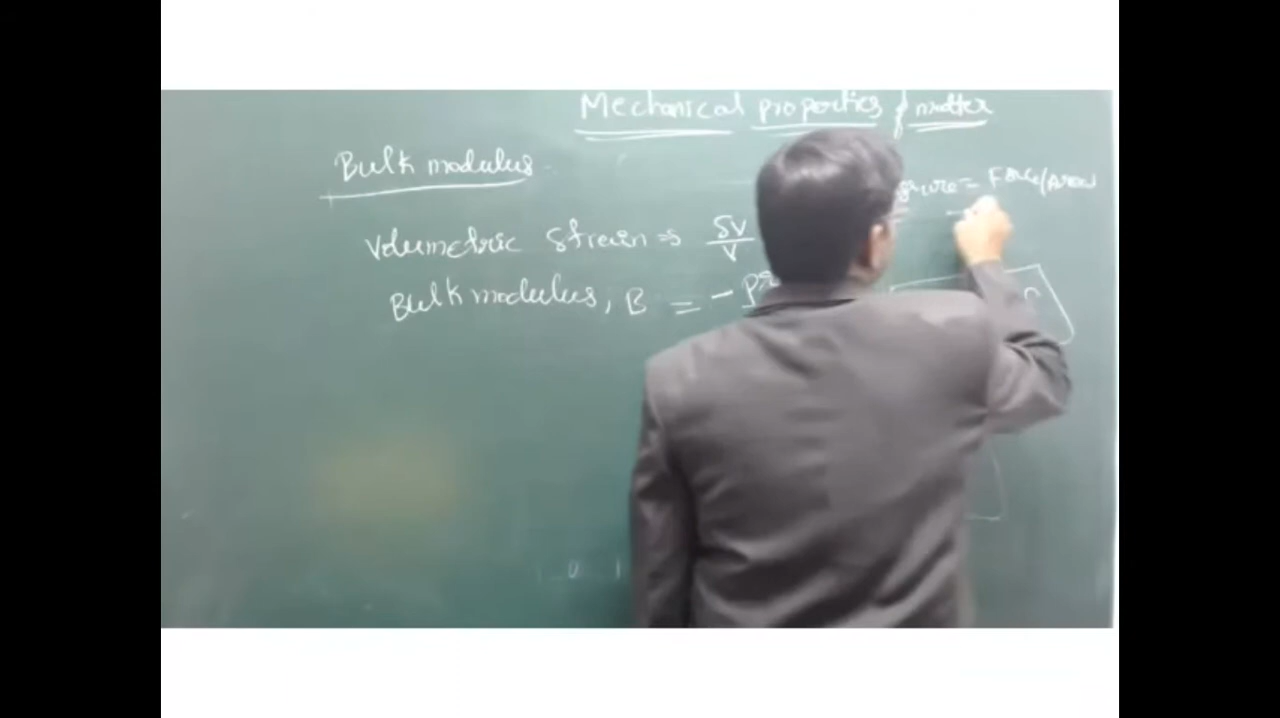 Mechanical properties of matter
Bulk modulus
= Force/Area
Volumetric strain ⇒ δV/V
Bulk modulus, B = -